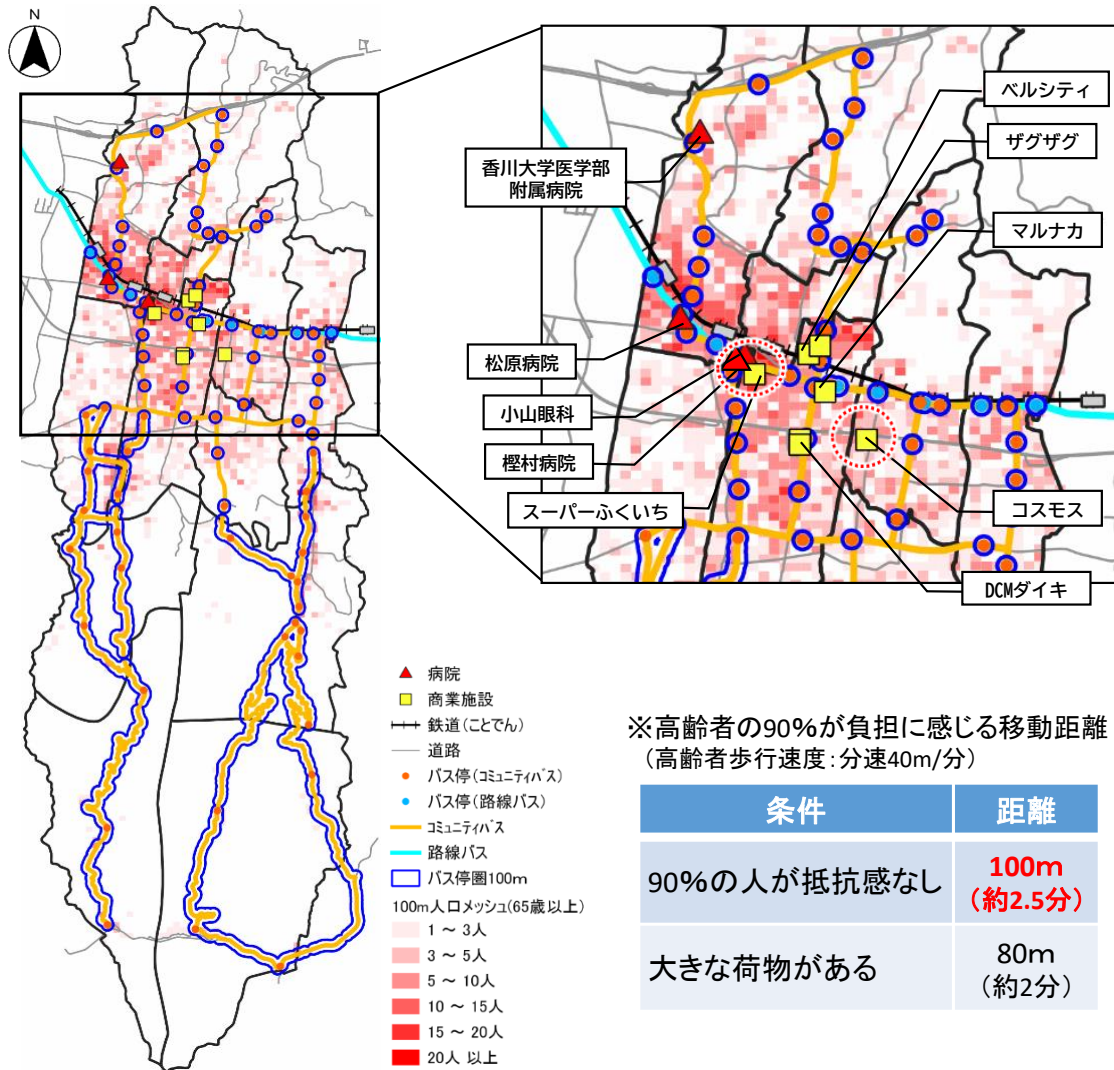 N
ベルシティ
ザグザグ
香川大学医学部
附属病院
マルナカ
松原病院
小山眼科
樫村病院
スーパーふくいち
コスモス
DCMダイキ
病院
商業施設
鉄道(ことでん)
道路
バス停(コミュニティバス)
バス停(路線バス)
コミュニティバス
路線バス
バス停圏100m
100m人口メッシュ(65歳以上)
1 ~ 3人
3 ~ 5人
5 ~ 10人
10 ~ 15人
15 ~ 20人
20人 以上
※高齢者の90%が負担に感じる移動距離
(高齢者歩行速度:分速40m/分)
条件 距離
90%の人が抵抗感なし 100m
(約2.5分)
大きな荷物がある 80m
(約2分)